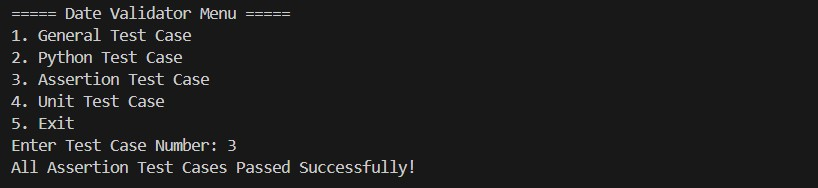 ===== Date Validator Menu =====
1. General Test Case
2. Python Test Case
3. Assertion Test Case
4. Unit Test Case
5. Exit
Enter Test Case Number: 3
All Assertion Test Cases Passed Successfully!